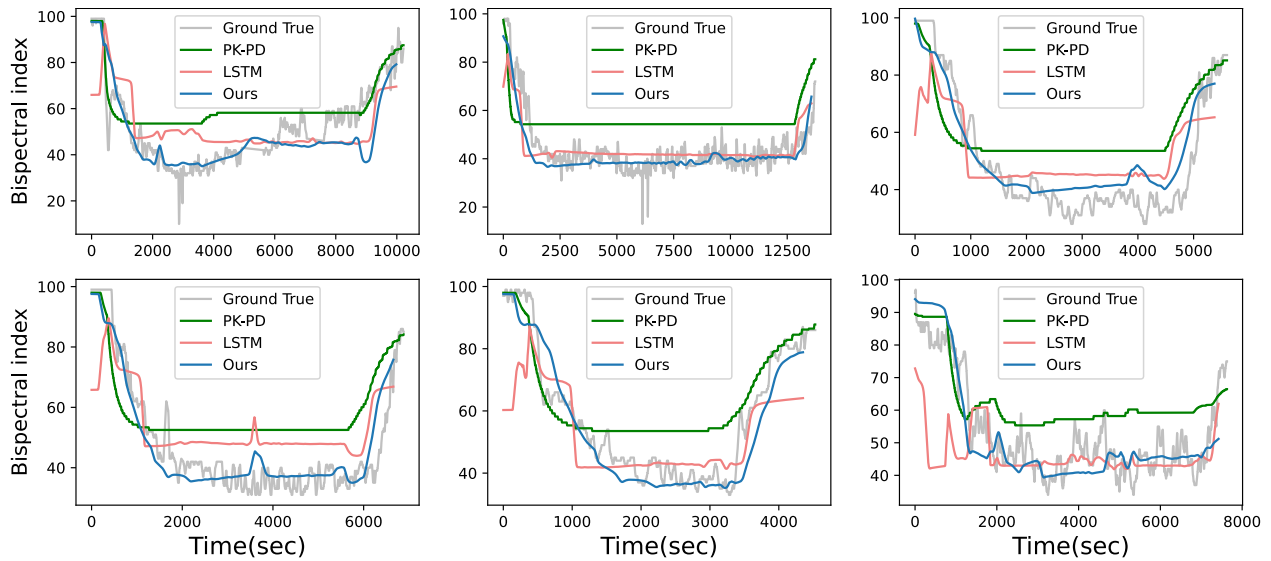 Bispectral index
100
80
60
40
20
0 2000 4000 6000 8000 10000
Ground True
PK-PD
LSTM
Ours
100
80
60
40
20
0 2500 5000 7500 10000 12500
Ground True
PK-PD
LSTM
Ours
100
80
60
40
0 1000 2000 3000 4000 5000
Ground True
PK-PD
LSTM
Ours
Bispectral index
100
80
60
40
0 2000 4000 6000
Time(sec)
Ground True
PK-PD
LSTM
Ours
100
80
60
40
0 1000 2000 3000 4000
Time(sec)
Ground True
PK-PD
LSTM
Ours
100
90
80
70
60
50
40
30
0 2000 4000 6000 8000
Time(sec)
Ground True
PK-PD
LSTM
Ours